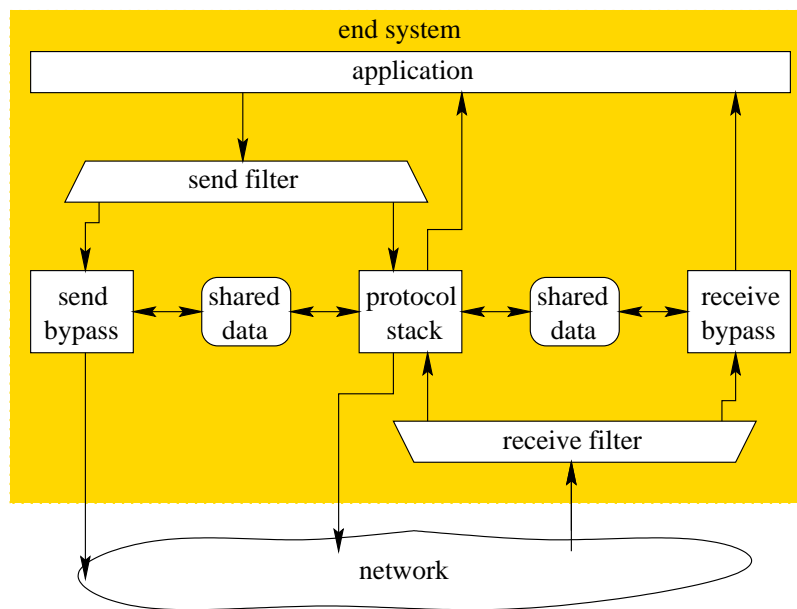 end system
application
send filter
send
bypass
shared
data
protocol
stack
shared
data
receive
bypass
receive filter
network